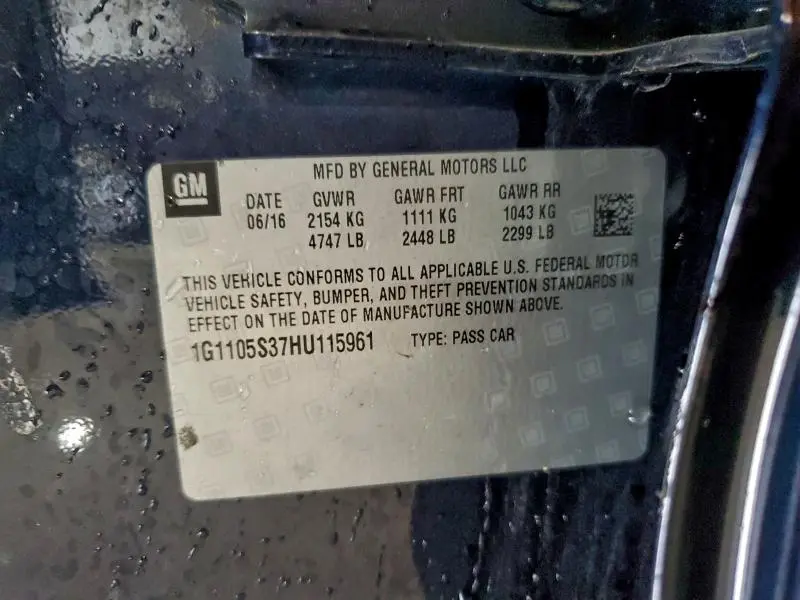 GM
MFD BY GENERAL MOTORS LLC
DATE GVWR GAWR FRT GAWR RR
06/16 2154 KG 1111 KG 1043 KG
4747 LB 2448 LB 2299 LB
THIS VEHICLE CONFORMS TO ALL APPLICABLE U.S. FEDERAL MOTOR
VEHICLE SAFETY, BUMPER, AND THEFT PREVENTION STANDARDS IN
EFFECT ON THE DATE OF MANUFACTURE SHOWN ABOVE.
1G1105S37HU115961 TYPE: PASS CAR